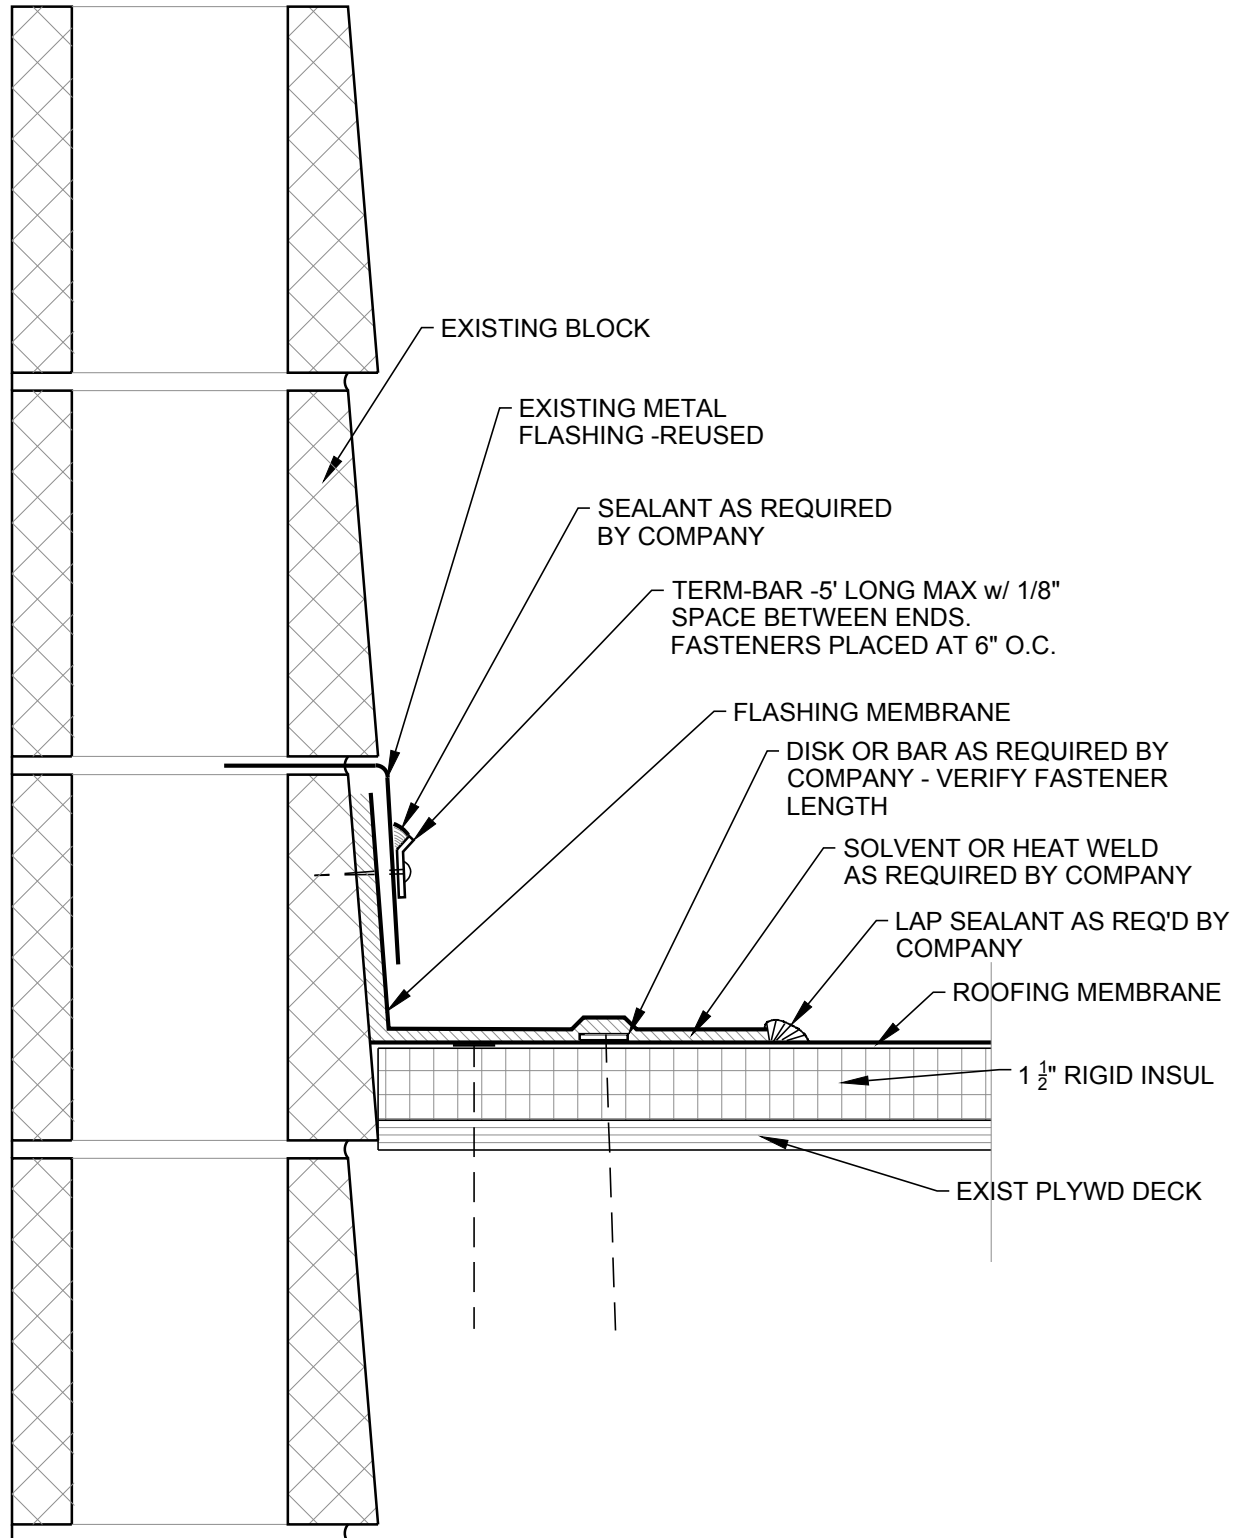 EXISTING BLOCK
EXISTING METAL
FLASHING -REUSED
SEALANT AS REQUIRED
BY COMPANY
TERM-BAR -5' LONG MAX w/ 1/8"
SPACE BETWEEN ENDS.
FASTENERS PLACED AT 6" O.C.
FLASHING MEMBRANE
DISK OR BAR AS REQUIRED BY
COMPANY - VERIFY FASTENER
LENGTH
SOLVENT OR HEAT WELD
AS REQUIRED BY COMPANY
LAP SEALANT AS REQ'D BY
COMPANY
ROOFING MEMBRANE
1 1/2" RIGID INSUL
EXIST PLYWD DECK